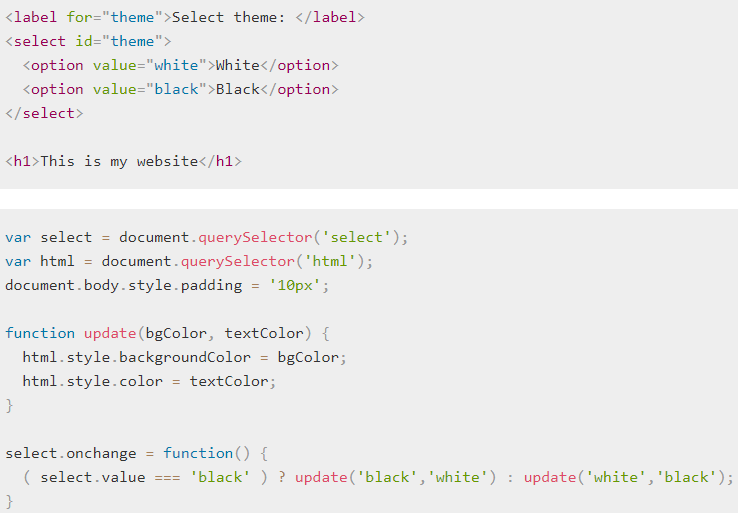 <label for="theme">Select theme: </label>
<select id="theme">
  <option value="white">White</option>
  <option value="black">Black</option>
</select>

<h1>This is my website</h1>

var select = document.querySelector('select');
var html = document.querySelector('html');
document.body.style.padding = '10px';

function update(bgColor, textColor) {
  html.style.backgroundColor = bgColor;
  html.style.color = textColor;
}

select.onchange = function() {
  ( select.value === 'black' ) ? update('black','white') : update('white','black');
}